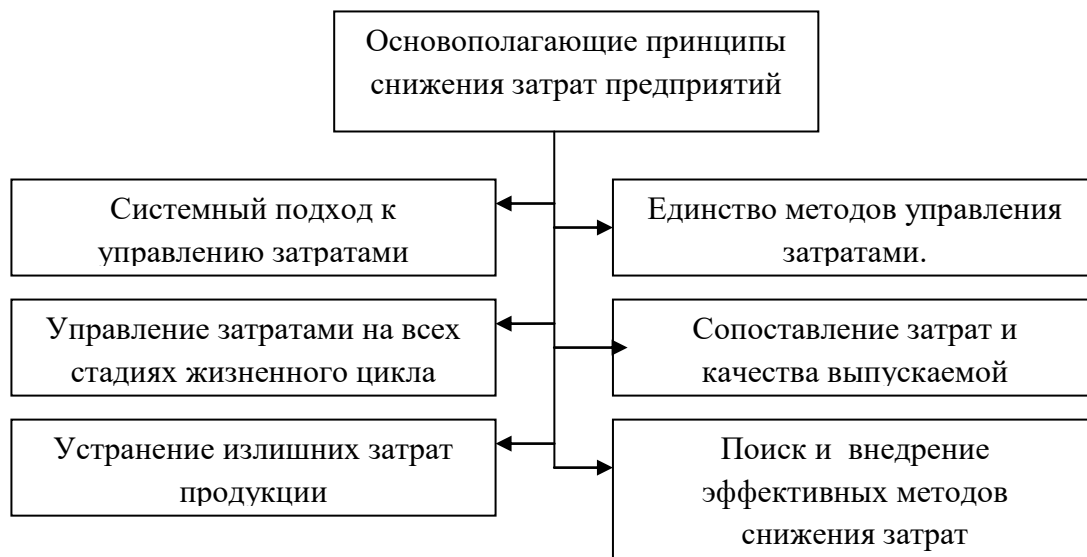 Основополагающие принципы
снижения затрат предприятий
Системный подход к
управлению затратами
Единство методов управления
затратами.
Управление затратами на всех
стадиях жизненного цикла
Сопоставление затрат и
качества выпускаемой
Устранение излишних затрат
продукции
Поиск и внедрение
эффективных методов
снижения затрат